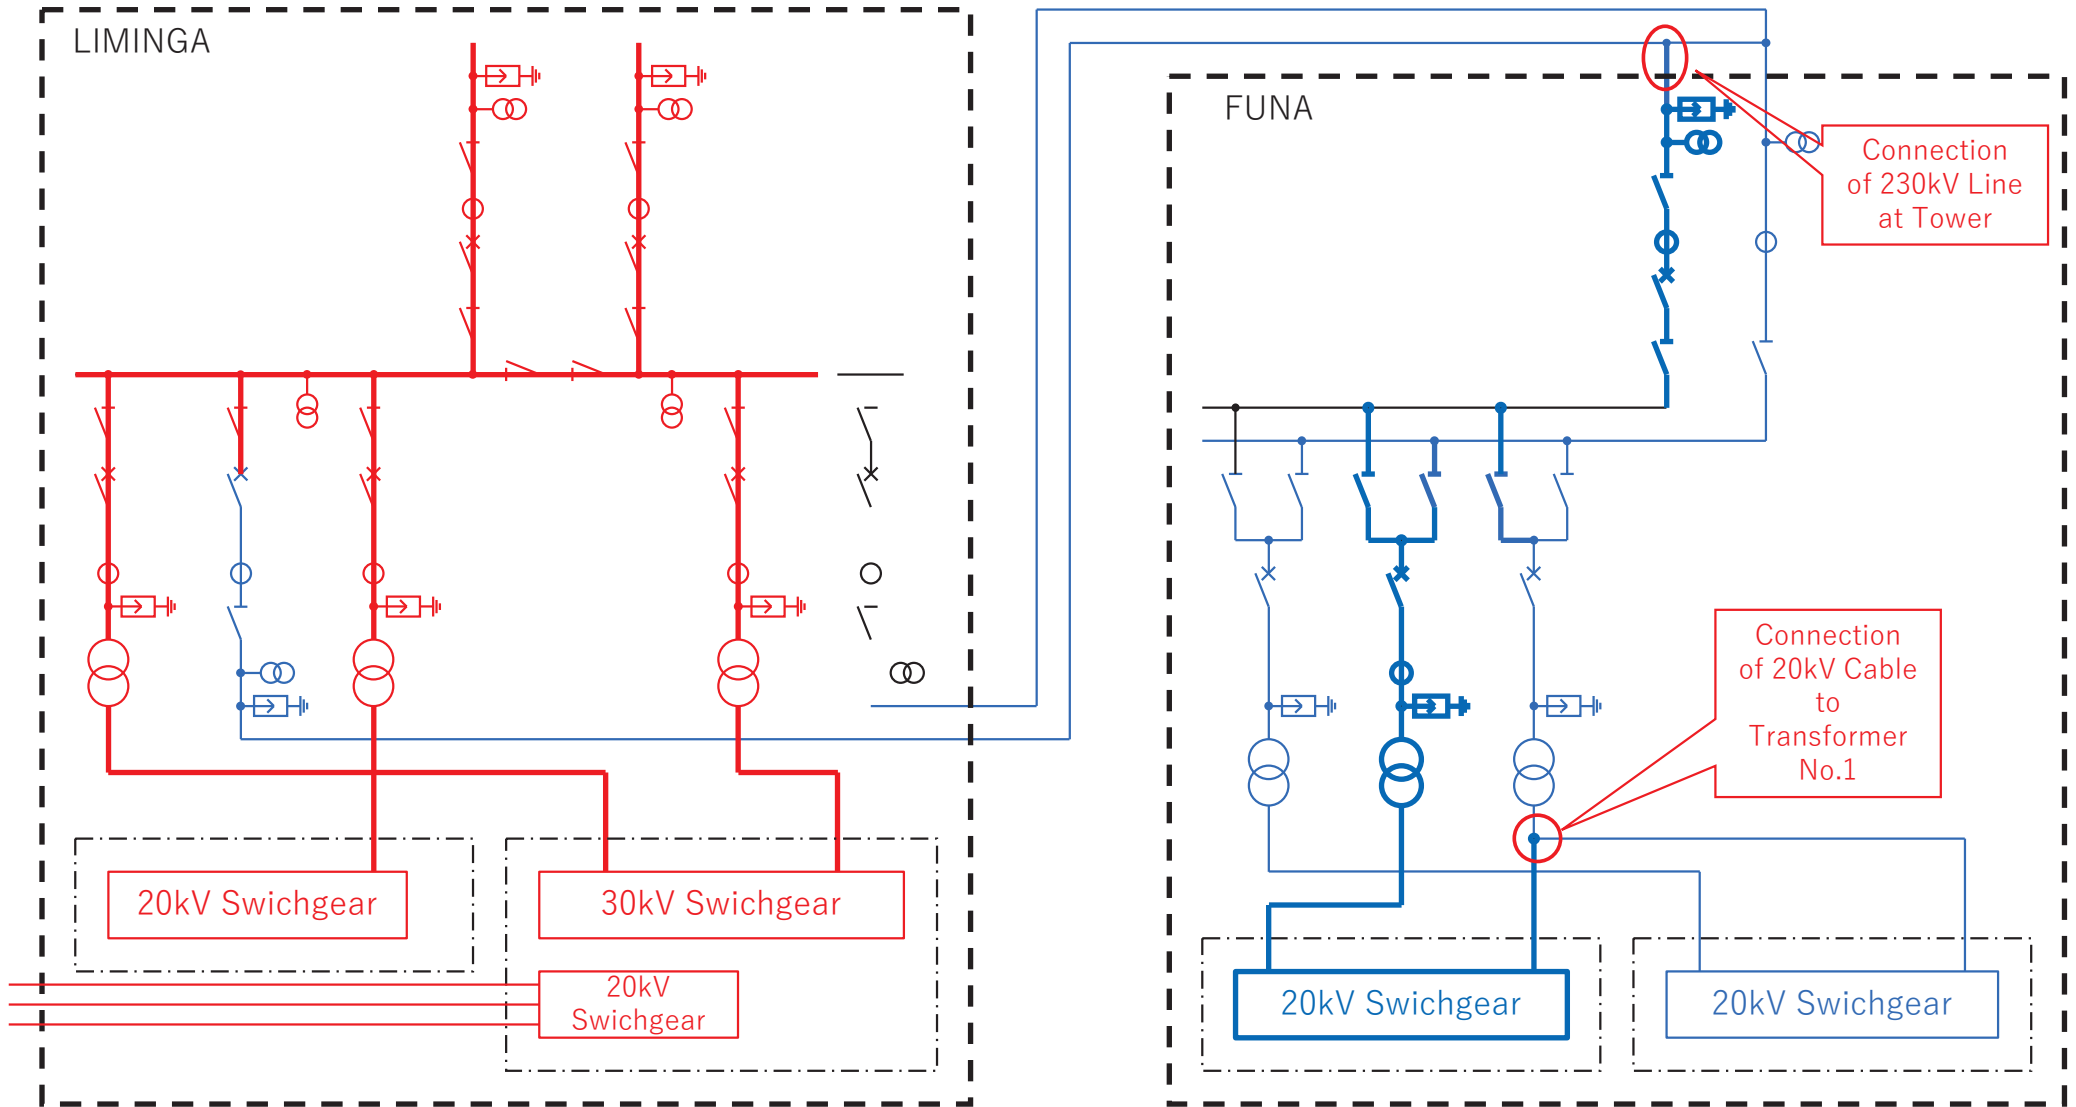 LIMINGA
FUNA
Connection
of 230kV Line
at Tower
Connection
of 20kV Cable
to
Transformer
No.1
20kV Swichgear
30kV Swichgear
20kV
Swichgear
20kV Swichgear
20kV Swichgear